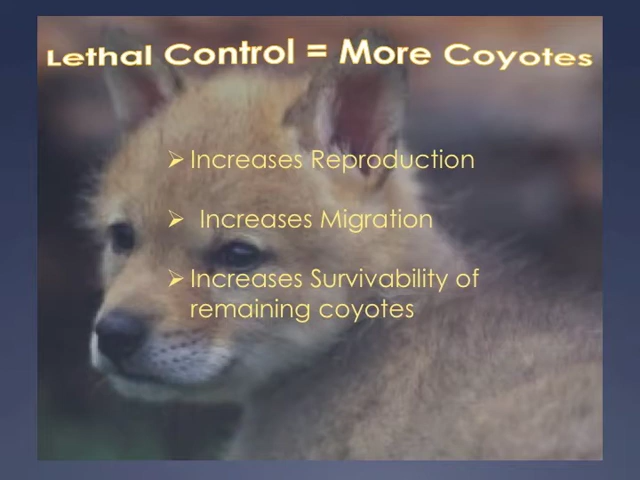 Lethal Control = More Coyotes
➢ Increases Reproduction
➢ Increases Migration
➢ Increases Survivability of
remaining coyotes